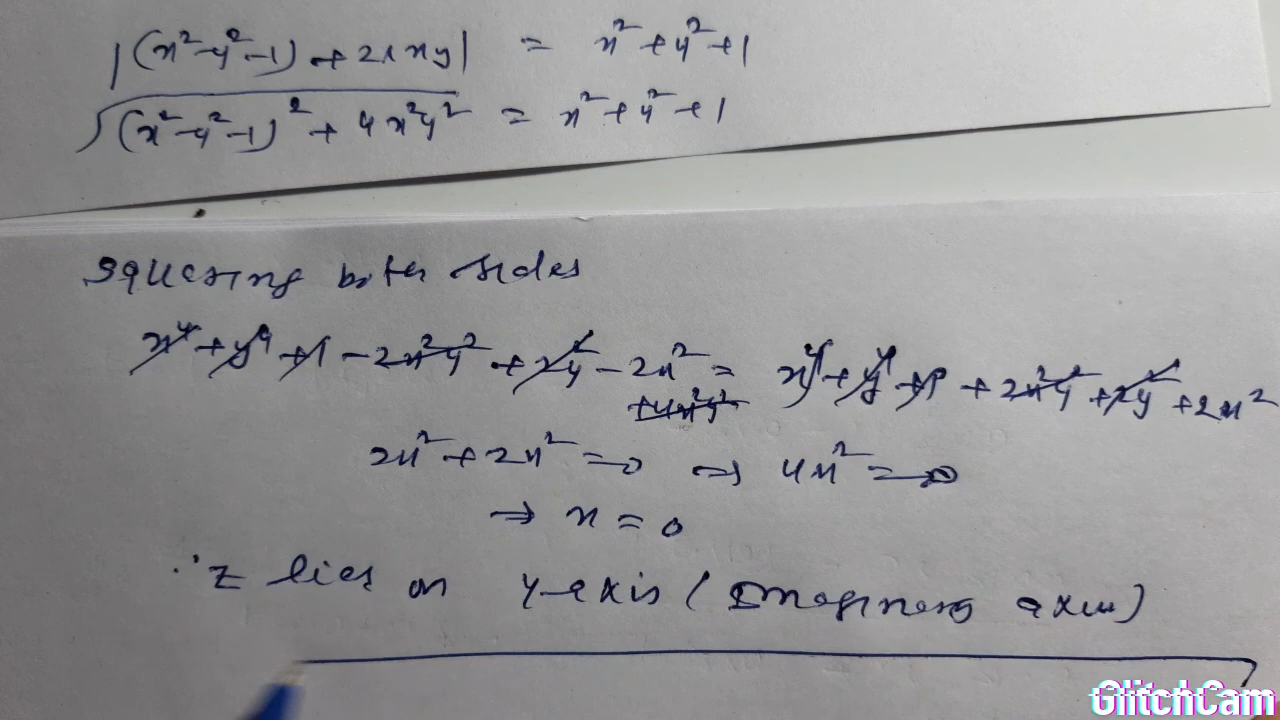 |(x²-y²-1) + 2ixy| = x²+y²+1
√(x²-y²-1)² + 4x²y² = x²+y²+1
squaring both sides
x⁴+y⁴+1-2x²y²+2y²-2x² = x⁴+y⁴+1+2x²y²+2y²+2x²
+4x²y²
2x²+2x²=0 ⇒ 4x²=0
⇒ x=0
∴ z lies on y-axis (Imaginary axis)
GlitchCam